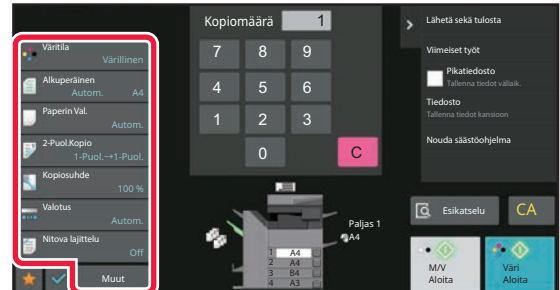 Väritila
Värillinen
Alkuperäinen
Autom. A4
Paperin Val.
Autom.
2-Puol.Kopio
1-Puol.→1-Puol.
Kopiosuhde
100 %
Valotus
Autom.
Nitova lajittelu
Off
Muut
Kopiomäärä 1
7 8 9
4 5 6
1 2 3
0 C
Paljas 1
A4
1 A4
2 A4
3 B4
4 A3
Lähetä sekä tulosta
Viimeiset työt
Pikatiedosto
Tallenna tiedot väliaik.
Tiedosto
Tallenna tiedot kansioon
Nouda säästöohjelma
Esikatselu CA
M/V
Aloita
Väri
Aloita